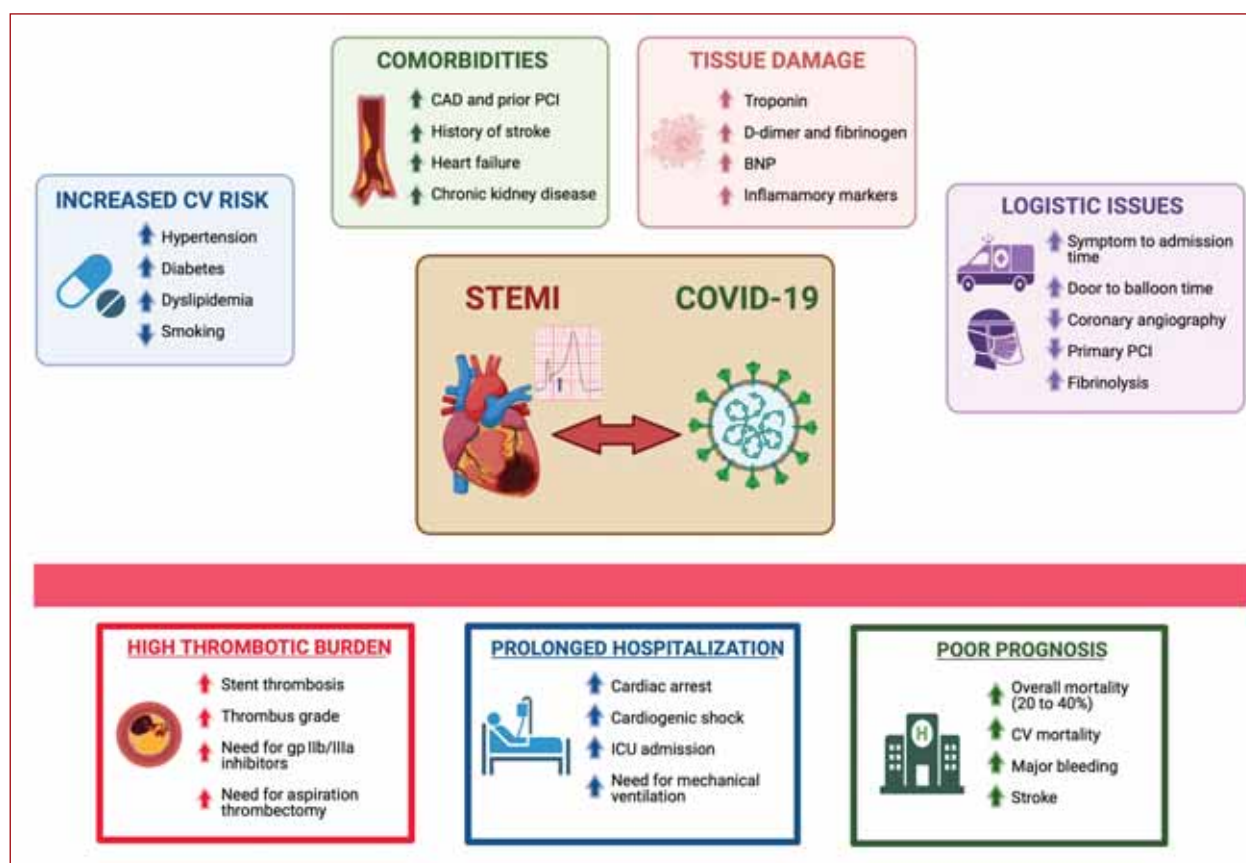 COMORBIDITIES
CAD and prior PCI
History of stroke
Heart failure
Chronic kidney disease
TISSUE DAMAGE
Troponin
D-dimer and fibrinogen
BNP
Inflamamory markers
INCREASED CV RISK
Hypertension
Diabetes
Dyslipidemia
Smoking
LOGISTIC ISSUES
Symptom to admission
time
Door to balloon time
Coronary angiography
Primary PCI
Fibrinolysis
STEMI
COVID-19
HIGH THROMBOTIC BURDEN
Stent thrombosis
Thrombus grade
Need for gp IIb/IIIa
inhibitors
Need for aspiration
thrombectomy
PROLONGED HOSPITALIZATION
Cardiac arrest
Cardiogenic shock
ICU admission
Need for mechanical
ventilation
POOR PROGNOSIS
H
Overall mortality
(20 to 40%)
CV mortality
Major bleeding
Stroke